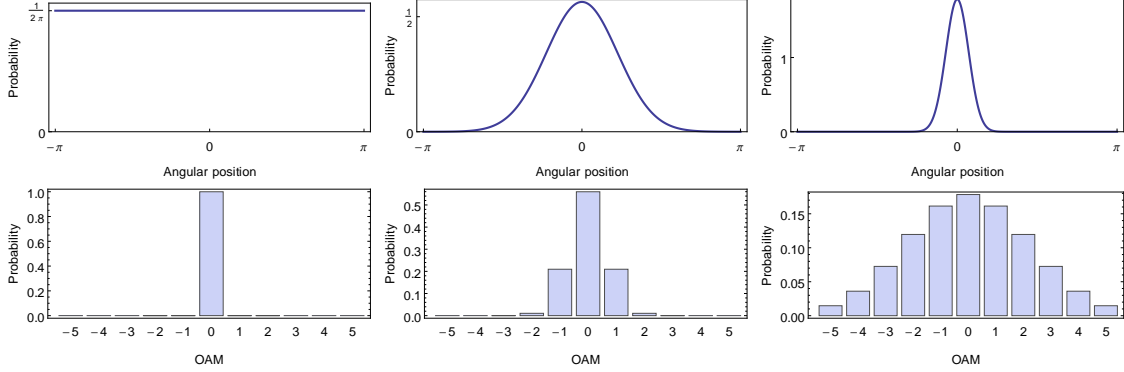 Probability
1/2π
0
−π 0 π
Angular position
Probability
1/2
0
−π 0 π
Angular position
Probability
1
0
−π 0 π
Angular position
Probability
1.0
0.8
0.6
0.4
0.2
0.0
−5 −4 −3 −2 −1 0 1 2 3 4 5
OAM
Probability
0.5
0.4
0.3
0.2
0.1
0.0
−5 −4 −3 −2 −1 0 1 2 3 4 5
OAM
Probability
0.15
0.10
0.05
0.00
−5 −4 −3 −2 −1 0 1 2 3 4 5
OAM